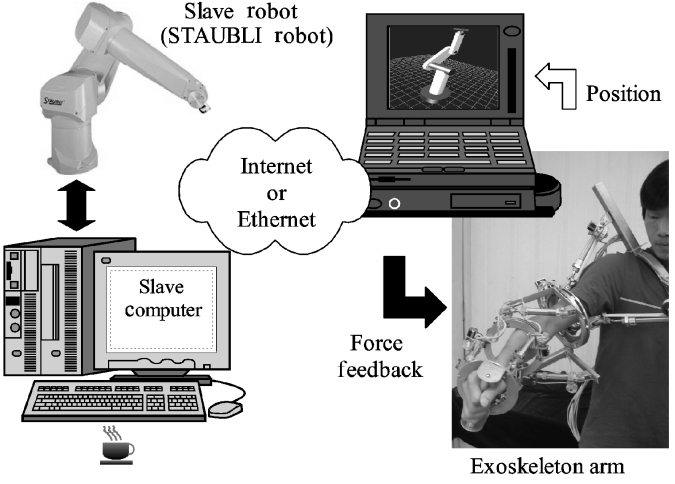 Slave robot
(STAUBLI robot)
Position
Internet
or
Ethernet
Slave
computer
Force
feedback
Exoskeleton arm